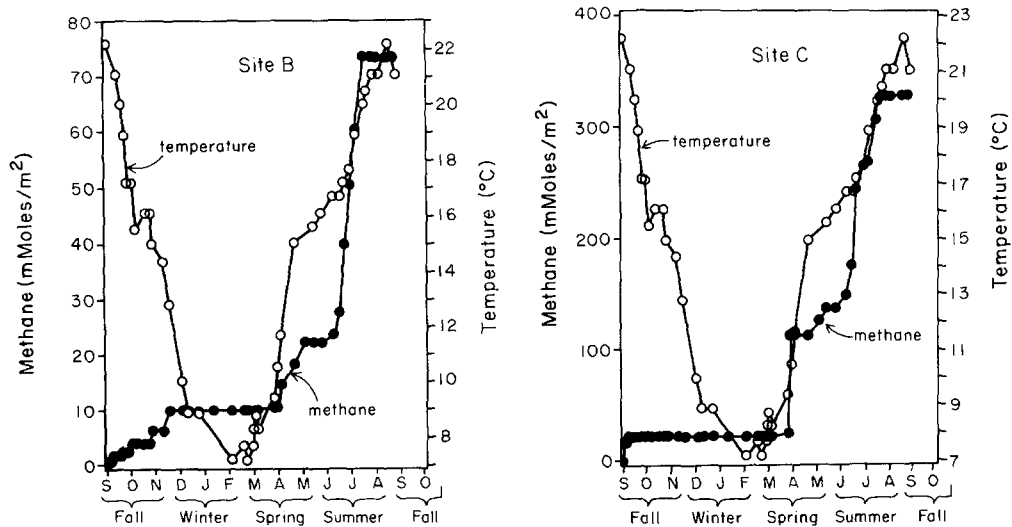 Site B
Methane (mMoles/m²)
80
70
60
50
40
30
20
10
0
temperature
methane
Temperature (°C)
22
20
18
16
14
12
10
8
S O N D J F M A M J J A S O
Fall Winter Spring Summer Fall
Site C
Methane (mMoles/m²)
400
300
200
100
0
temperature
methane
Temperature (°C)
23
21
19
17
15
13
11
9
7
S O N D J F M A M J J A S O
Fall Winter Spring Summer Fall